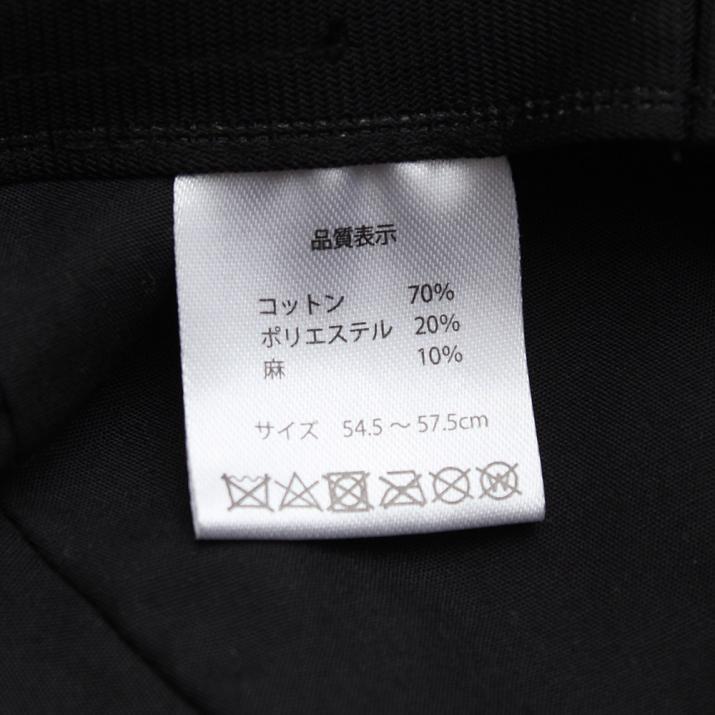 品質表示
コットン 70%
ポリエステル 20%
麻 10%
サイズ 54.5～57.5cm
W